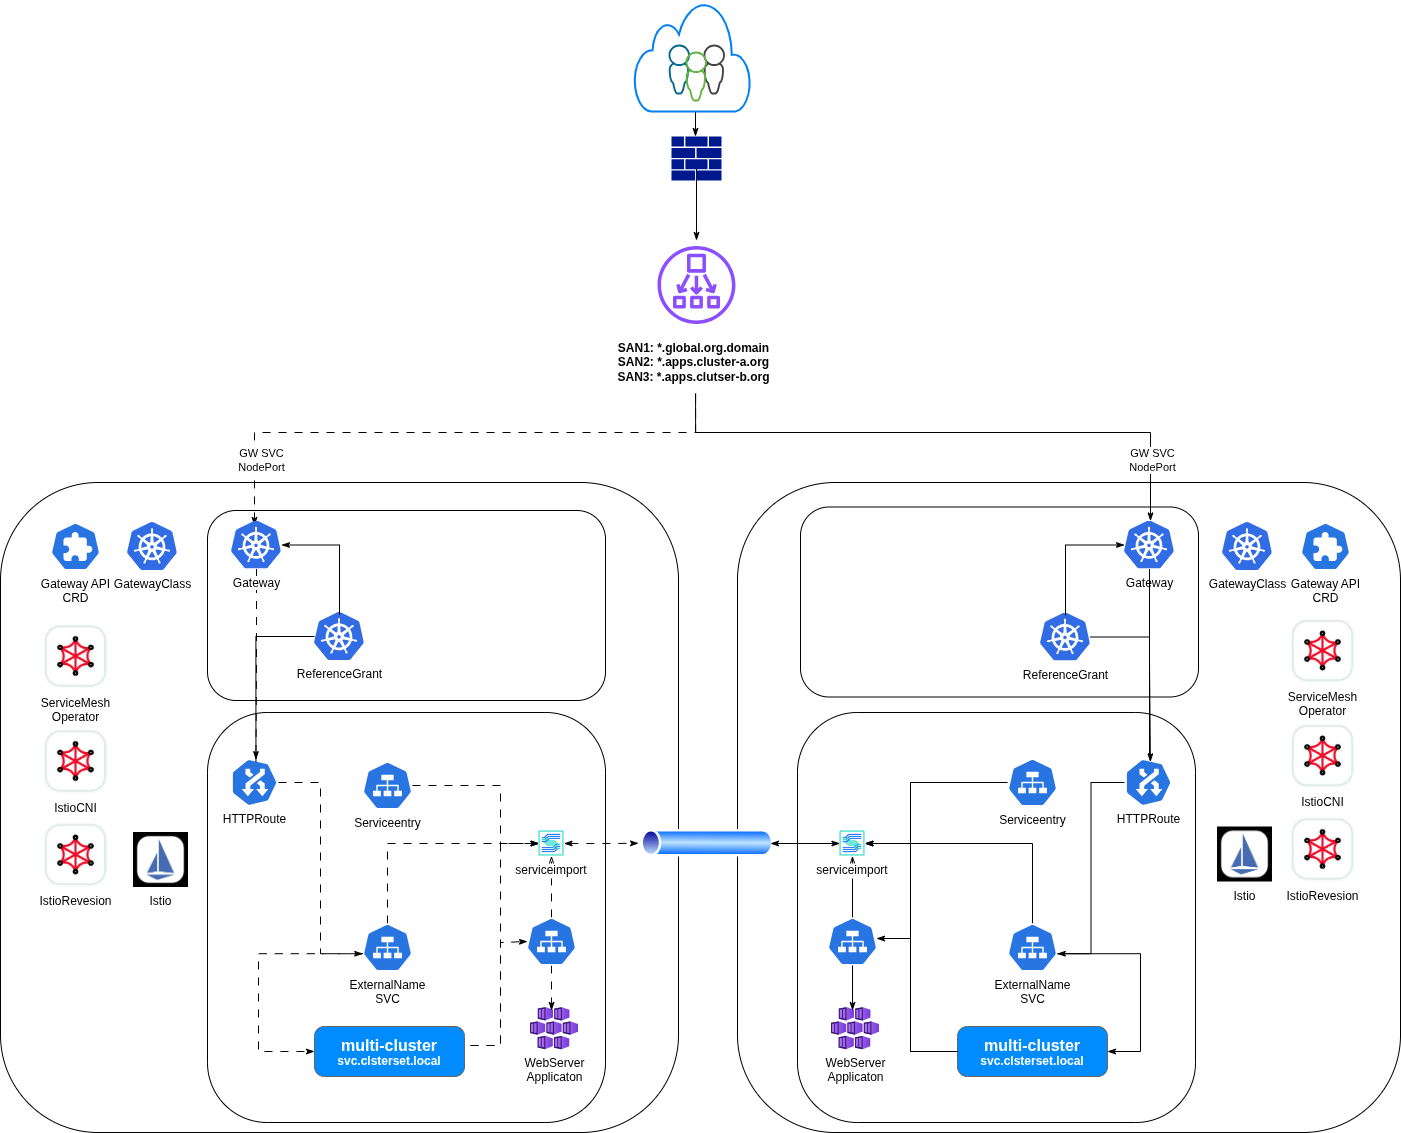 SAN1: *.global.org.domain
SAN2: *.apps.cluster-a.org
SAN3: *.apps.clutser-b.org
GW SVC
NodePort
GW SVC
NodePort
Gateway API
CRD
GatewayClass
Gateway
ReferenceGrant
ServiceMesh
Operator
IstioCNI
IstioRevesion
Istio
HTTPRoute
Serviceentry
serviceimport
ExternalName
SVC
multi-cluster
svc.clsterset.local
WebServer
Applicaton
Gateway
GatewayClass
Gateway API
CRD
ReferenceGrant
ServiceMesh
Operator
IstioCNI
Istio
IstioRevesion
Serviceentry
HTTPRoute
serviceimport
ExternalName
SVC
WebServer
Applicaton
multi-cluster
svc.clsterset.local